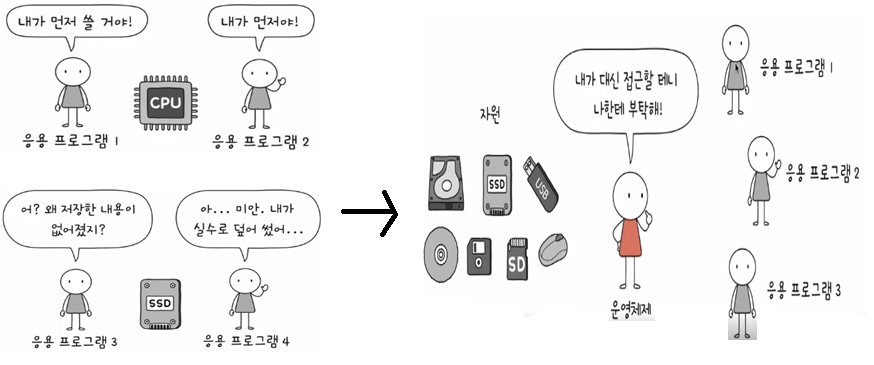 내가 먼저 쓸 거야!
내가 먼저야!
CPU
응용 프로그램 1
응용 프로그램 2
어? 왜 저장한 내용이
없어졌지?
아... 미안. 내가
실수로 덮어 썼어...
SSD
응용 프로그램 3
응용 프로그램 4
자원
SSD
USB
SD
내가 대신 접근할 테니
나한테 부탁해!
운영체제
응용 프로그램 1
응용 프로그램 2
응용 프로그램 3